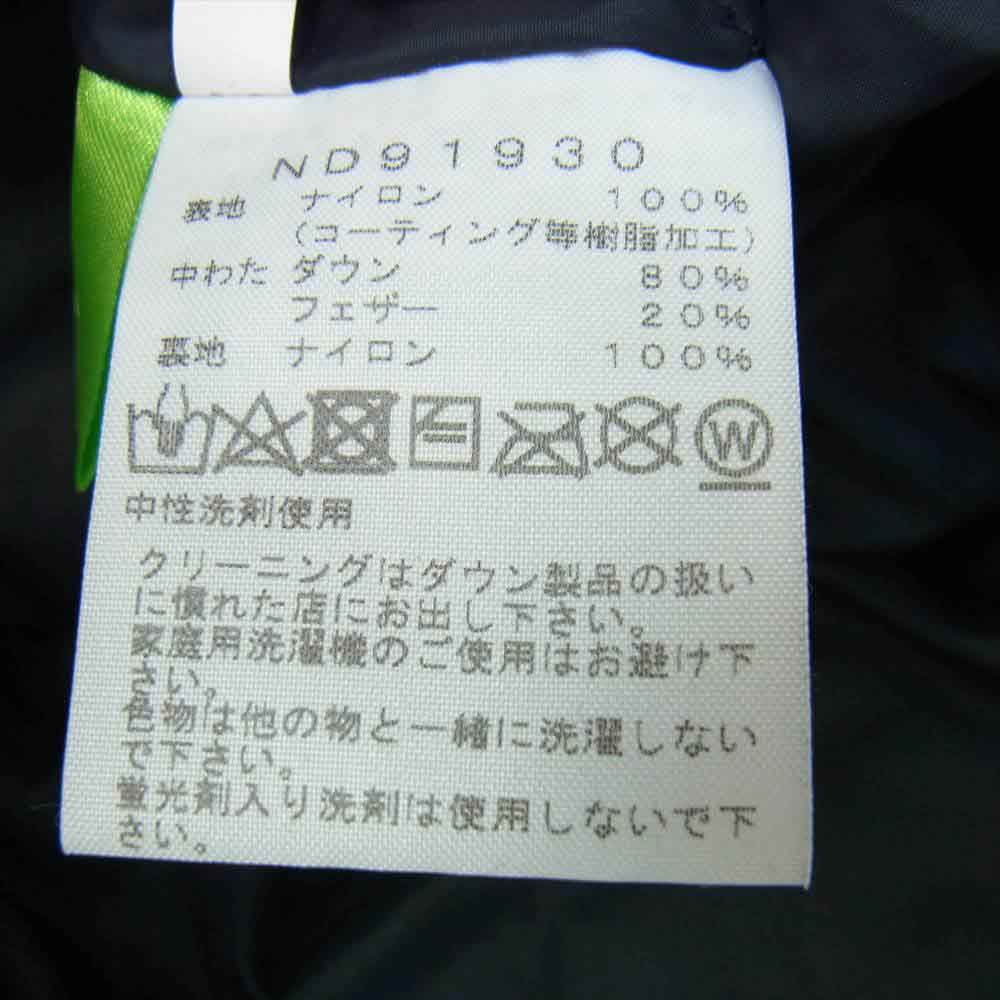 ND91930
表地 ナイロン 100%
(コーティング等樹脂加工)
中わた ダウン 80%
フェザー 20%
裏地 ナイロン 100%
W
中性洗剤使用
クリーニングはダウン製品の扱い
に慣れた店にお出し下さい。
家庭用洗濯機のご使用はお避け下
さい。
色物は他の物と一緒に洗濯しない
で下さい。
蛍光剤入り洗剤は使用しないで下
さい。